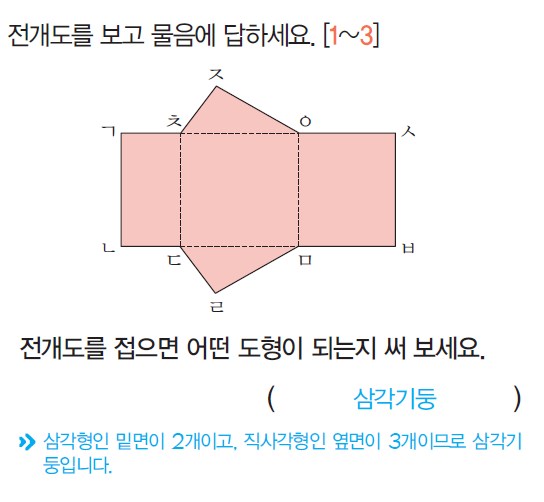 전개도를 보고 물음에 답하세요. [1~3]
ㅈ
ㄱ ㅊ ㅇ ㅅ
ㄴ ㄷ ㅁ ㅂ
ㄹ
전개도를 접으면 어떤 도형이 되는지 써 보세요.
( 삼각기둥 )
» 삼각형인 밑면이 2개이고, 직사각형인 옆면이 3개이므로 삼각기
둥입니다.